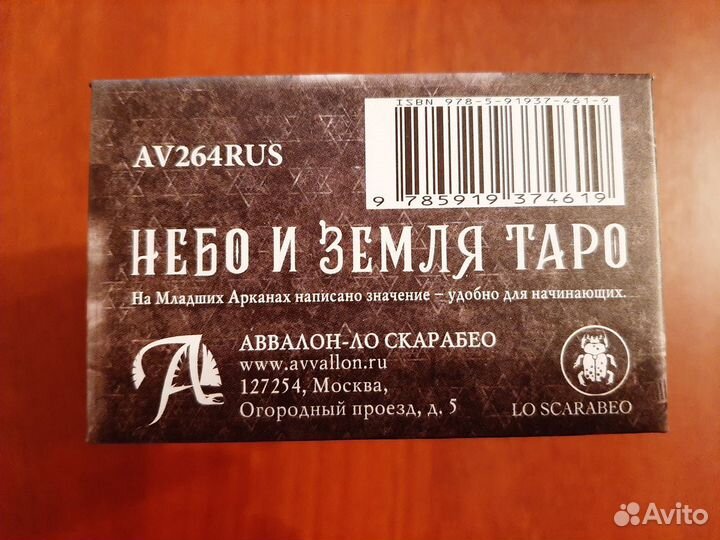 ISBN 978-5-91937-461-9
AV264RUS
9 785919 374619
НЕБО И ЗЕМЛЯ ТАРО
На Младших Арканах написано значение – удобно для начинающих.
АВВАЛОН-ЛО СКАРАБЕО
www.avvallon.ru
127254, Москва,
Огородный проезд, д. 5
LO SCARABEO
Avito